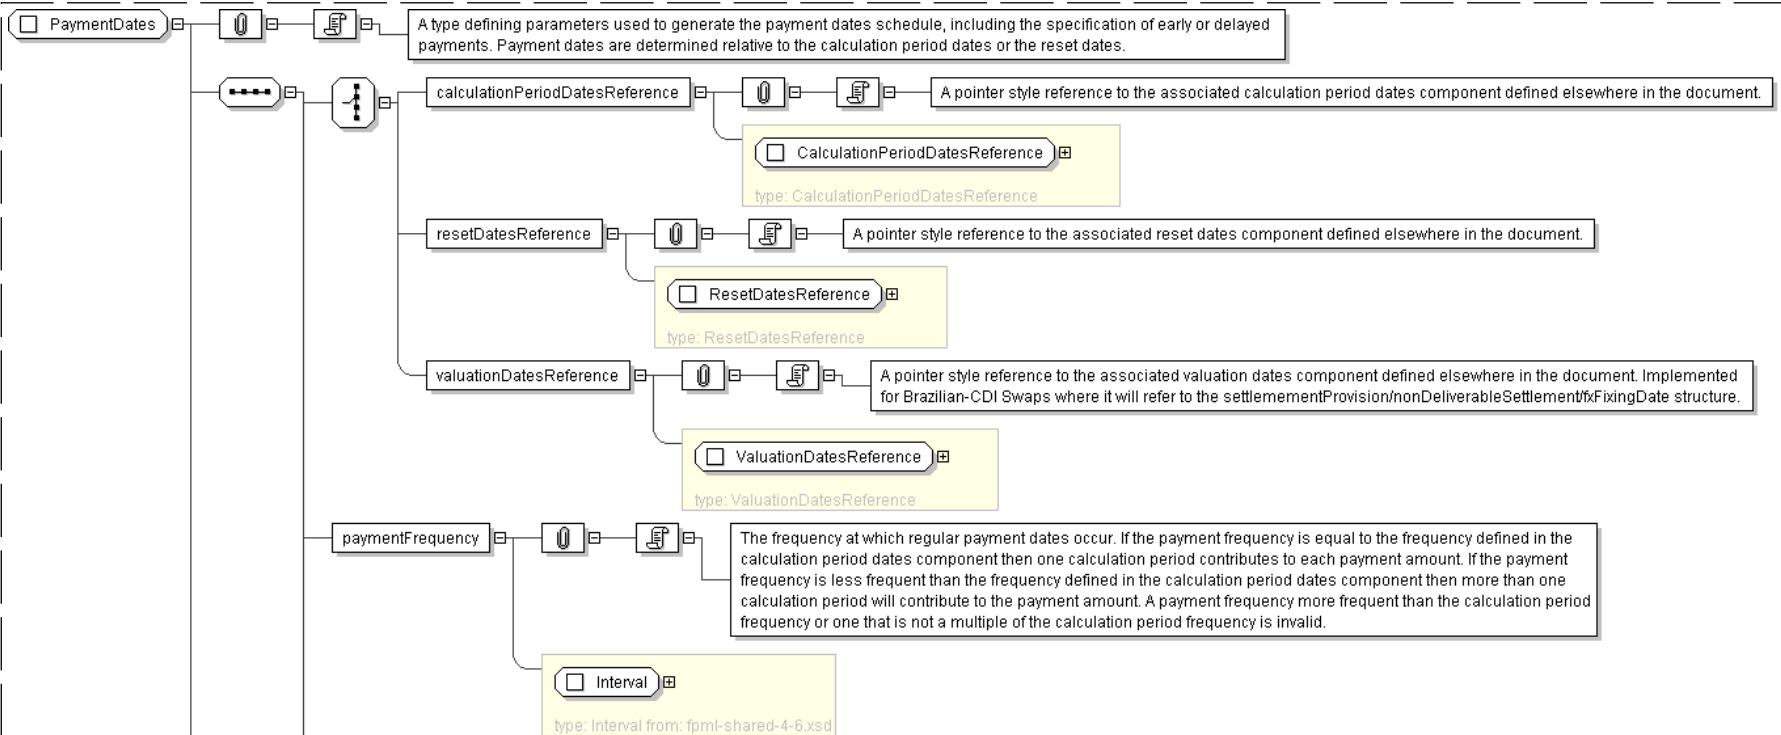 PaymentDates
A type defining parameters used to generate the payment dates schedule, including the specification of early or delayed
payments. Payment dates are determined relative to the calculation period dates or the reset dates.
calculationPeriodDatesReference
A pointer style reference to the associated calculation period dates component defined elsewhere in the document.
CalculationPeriodDatesReference
type: CalculationPeriodDatesReference
resetDatesReference
A pointer style reference to the associated reset dates component defined elsewhere in the document.
ResetDatesReference
type: ResetDatesReference
valuationDatesReference
A pointer style reference to the associated valuation dates component defined elsewhere in the document. Implemented
for Brazilian-CDI Swaps where it will refer to the settlemementProvision/nonDeliverableSettlement/fxFixingDate structure.
ValuationDatesReference
type: ValuationDatesReference
paymentFrequency
The frequency at which regular payment dates occur. If the payment frequency is equal to the frequency defined in the
calculation period dates component then one calculation period contributes to each payment amount. If the payment
frequency is less frequent than the frequency defined in the calculation period dates component then more than one
calculation period will contribute to the payment amount. A payment frequency more frequent than the calculation period
frequency or one that is not a multiple of the calculation period frequency is invalid.
Interval
type: Interval from: fpml-shared-4-6.xsd